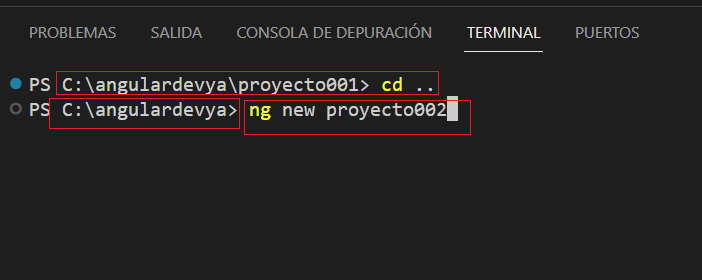 PROBLEMAS SALIDA CONSOLA DE DEPURACIÓN TERMINAL PUERTOS
PS C:\angulardevya\proyecto001> cd ..
PS C:\angulardevya> ng new proyecto002